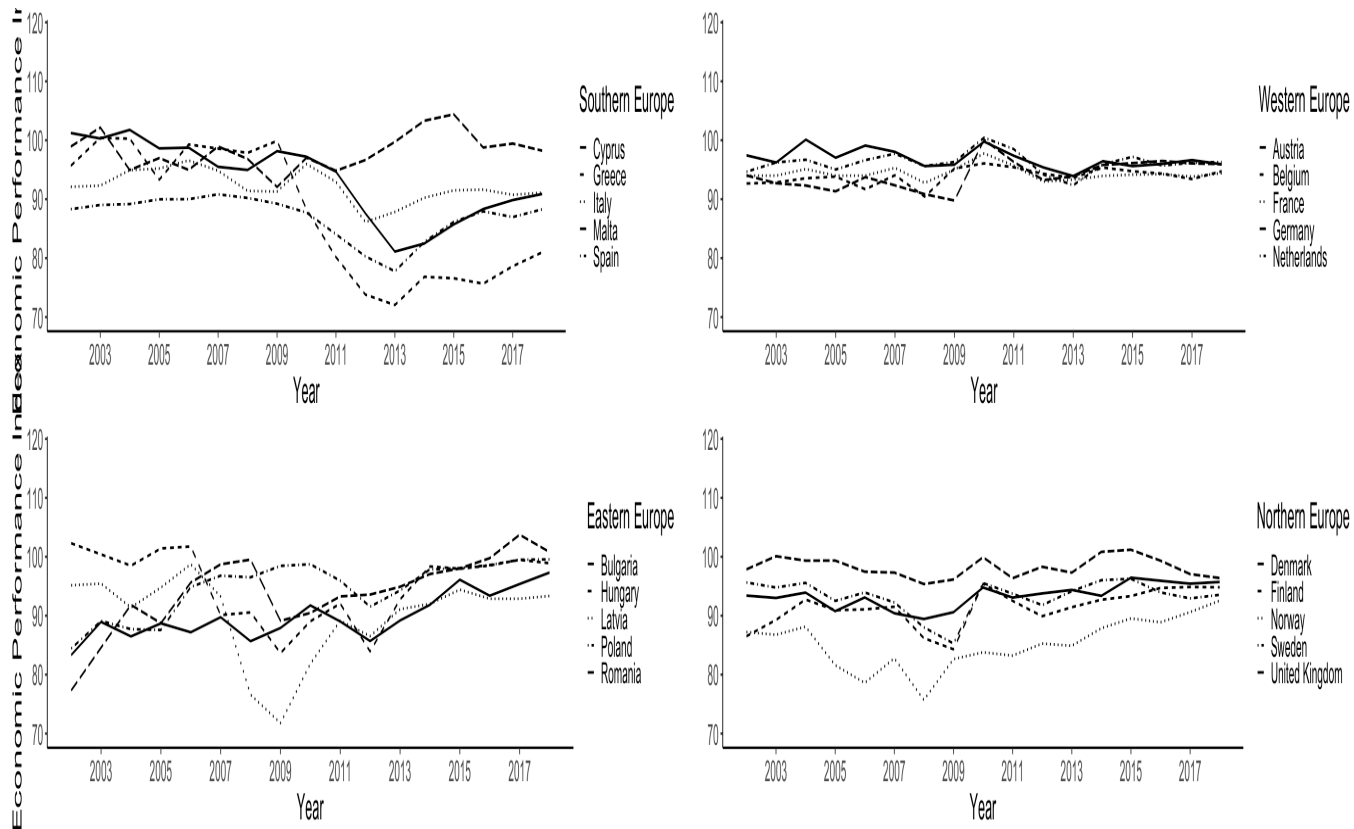 Economic Performance In
120
110
100
90
80
70
2003
2005
2007
2009
2011
2013
2015
2017
Year
Southern Europe
Cyprus
Greece
Italy
Malta
Spain
120
110
100
90
80
70
2003
2005
2007
2009
2011
2013
2015
2017
Year
Western Europe
Austria
Belgium
France
Germany
Netherlands
Economic Performance Index
120
110
100
90
80
70
2003
2005
2007
2009
2011
2013
2015
2017
Year
Eastern Europe
Bulgaria
Hungary
Latvia
Poland
Romania
120
110
100
90
80
70
2003
2005
2007
2009
2011
2013
2015
2017
Year
Northern Europe
Denmark
Finland
Norway
Sweden
United Kingdom